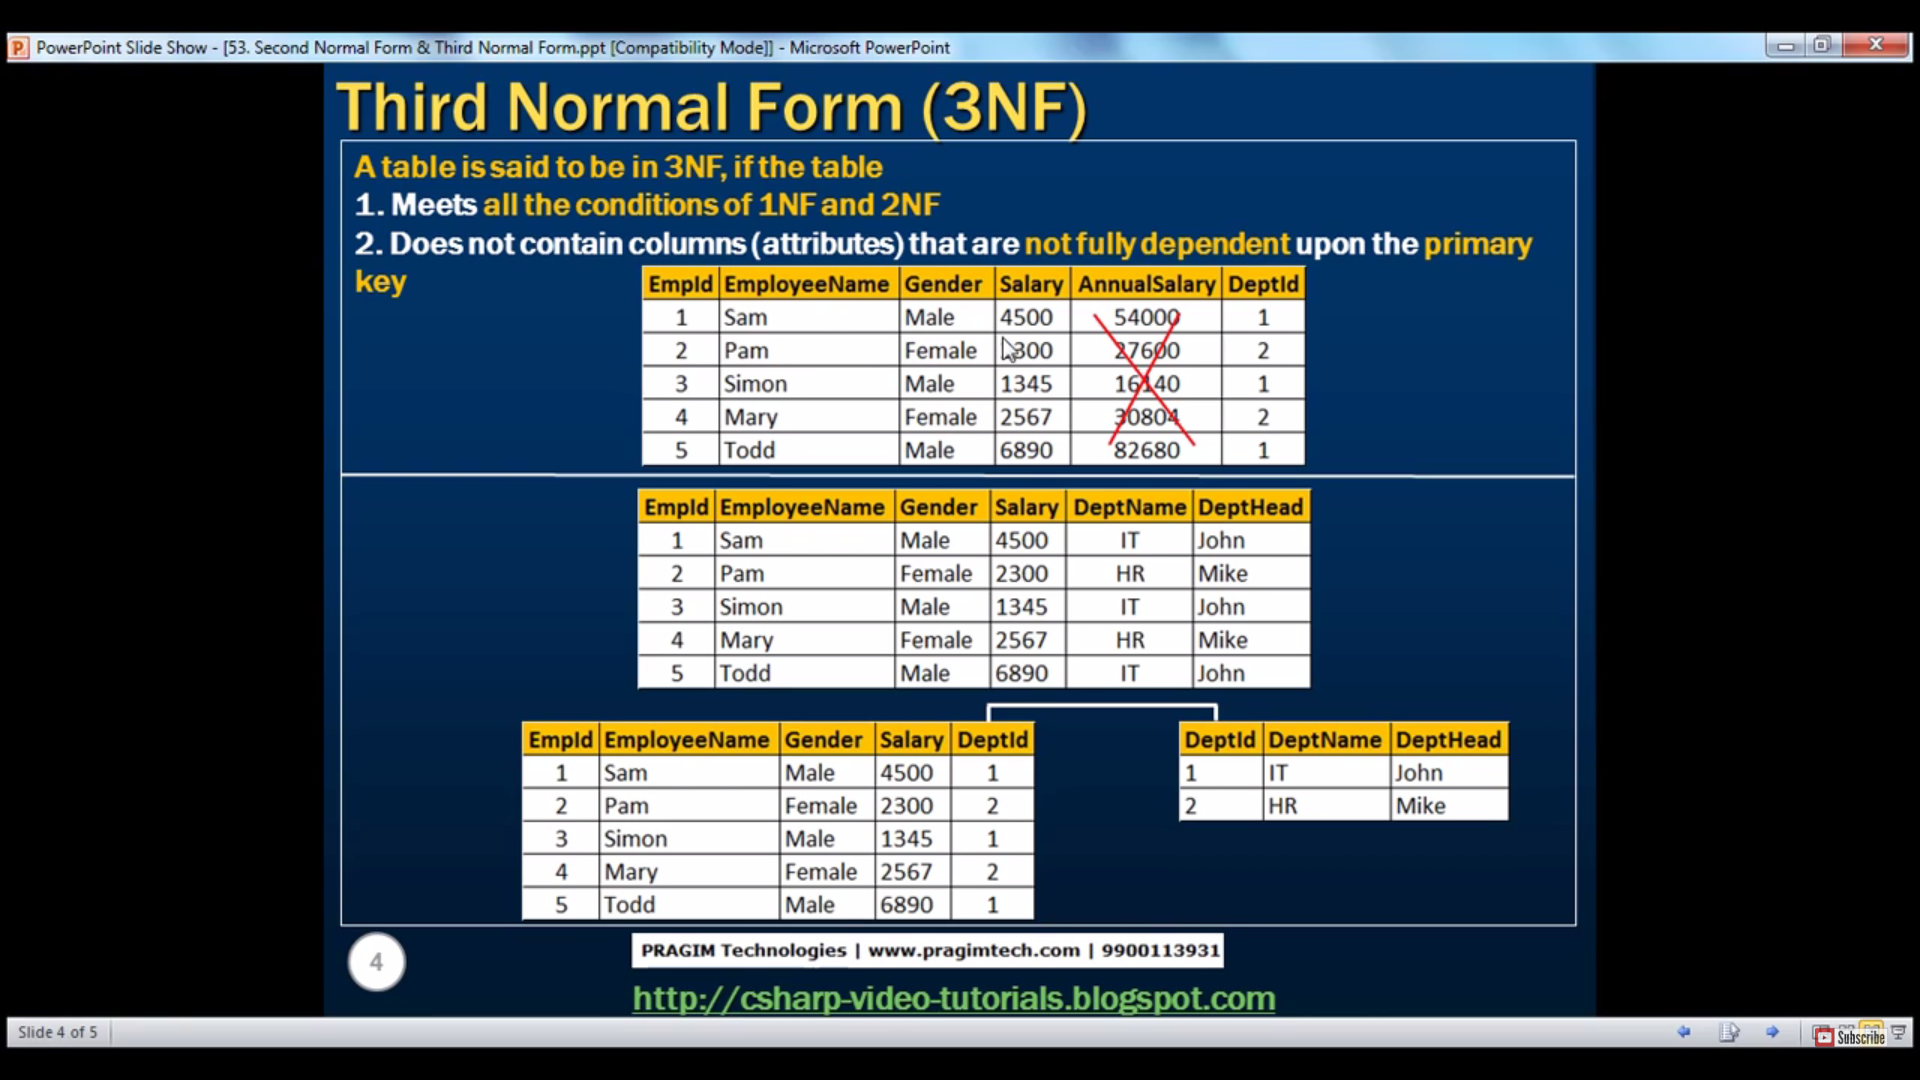 PowerPoint Slide Show - [53. Second Normal Form & Third Normal Form.ppt [Compatibility Mode]] - Microsoft PowerPoint
Third Normal Form (3NF)
A table is said to be in 3NF, if the table
1. Meets all the conditions of 1NF and 2NF
2. Does not contain columns (attributes) that are not fully dependent upon the primary
key
EmpId EmployeeName Gender Salary AnnualSalary DeptId
1 Sam Male 4500 54000 1
2 Pam Female 2300 27600 2
3 Simon Male 1345 16140 1
4 Mary Female 2567 30804 2
5 Todd Male 6890 82680 1
EmpId EmployeeName Gender Salary DeptName DeptHead
1 Sam Male 4500 IT John
2 Pam Female 2300 HR Mike
3 Simon Male 1345 IT John
4 Mary Female 2567 HR Mike
5 Todd Male 6890 IT John
EmpId EmployeeName Gender Salary DeptId
1 Sam Male 4500 1
2 Pam Female 2300 2
3 Simon Male 1345 1
4 Mary Female 2567 2
5 Todd Male 6890 1
DeptId DeptName DeptHead
1 IT John
2 HR Mike
4
PRAGIM Technologies | www.pragimtech.com | 9900113931
http://csharp-video-tutorials.blogspot.com
Slide 4 of 5
Subscribe